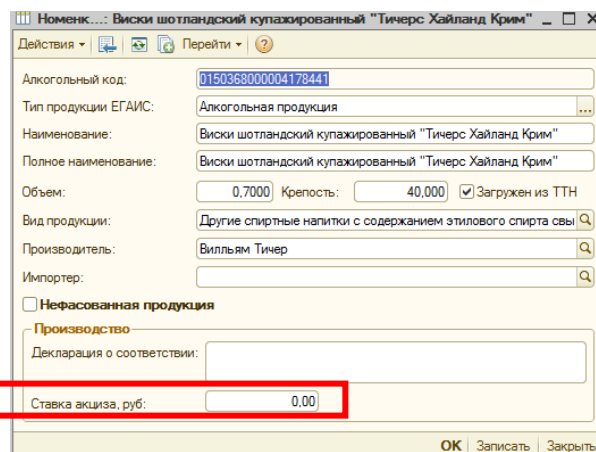 Номенк...: Виски шотландский купажированный "Тичерс Хайланд Крим"
Действия Перейти
Алкогольный код: 0150368000004178441
Тип продукции ЕГАИС: Алкогольная продукция ...
Наименование: Виски шотландский купажированный "Тичерс Хайланд Крим"
Полное наименование: Виски шотландский купажированный "Тичерс Хайланд Крим"
Объем: 0,7000 Крепость: 40,000 Загружен из ТТН
Вид продукции: Другие спиртные напитки с содержанием этилового спирта свы
Производитель: Вилльям Тичер
Импортер:
Нефасованная продукция
Производство
Декларация о соответствии:
Ставка акциза, руб: 0,00
ОК Записать Закрыть